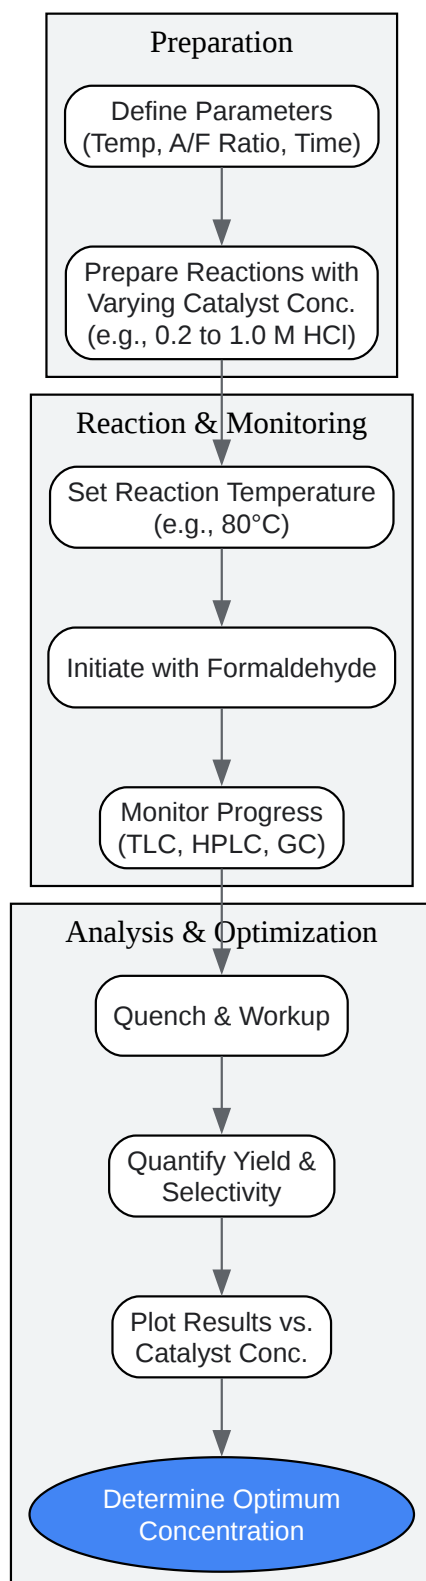 Preparation
Define Parameters
(Temp, A/F Ratio, Time)
Prepare Reactions with
Varying Catalyst Conc.
(e.g., 0.2 to 1.0 M HCl)
Reaction & Monitoring
Set Reaction Temperature
(e.g., 80°C)
Initiate with Formaldehyde
Monitor Progress
(TLC, HPLC, GC)
Analysis & Optimization
Quench & Workup
Quantify Yield &
Selectivity
Plot Results vs.
Catalyst Conc.
Determine Optimum
Concentration